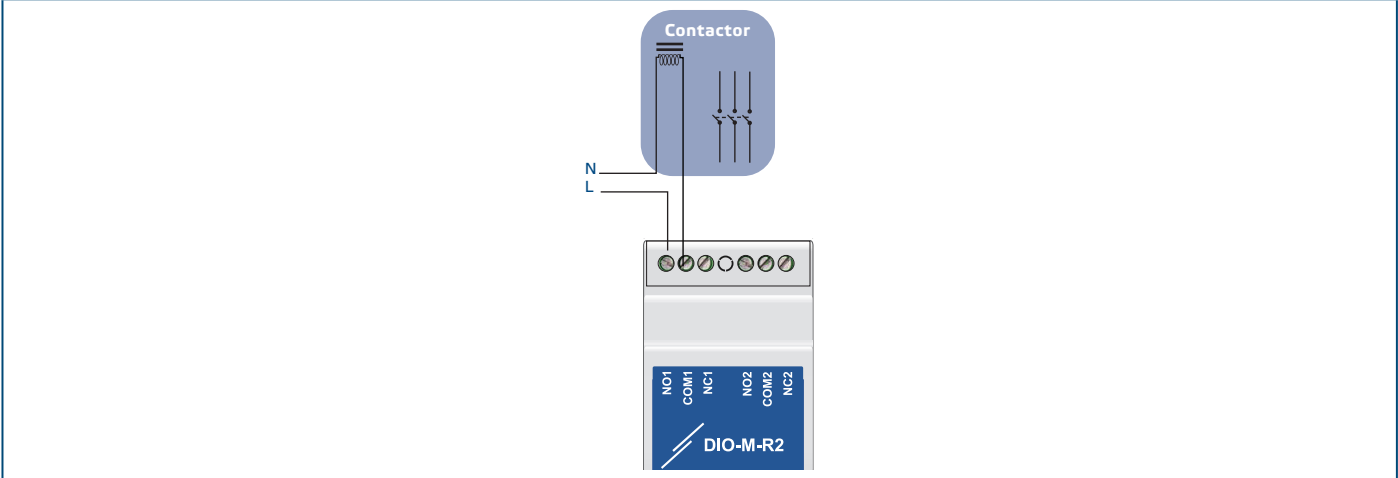 Contactor
N
L
NO1 COM1 NC1 NO2 COM2 NC2
DIO-M-R2